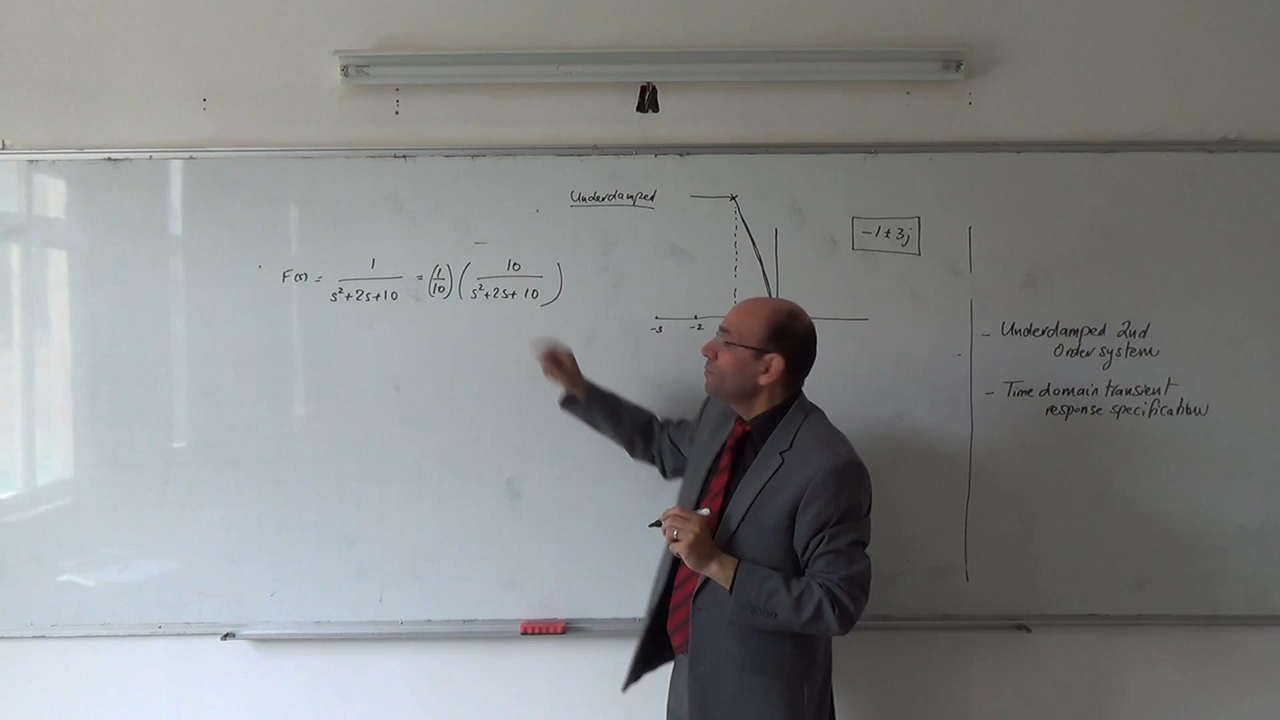 Underdamped
-1±3j
F(s) = 1/(s²+2s+10) = (1/10) (10/(s²+2s+10))
-3 -2
- Underdamped 2nd
Order system
- Time domain transient
response specification